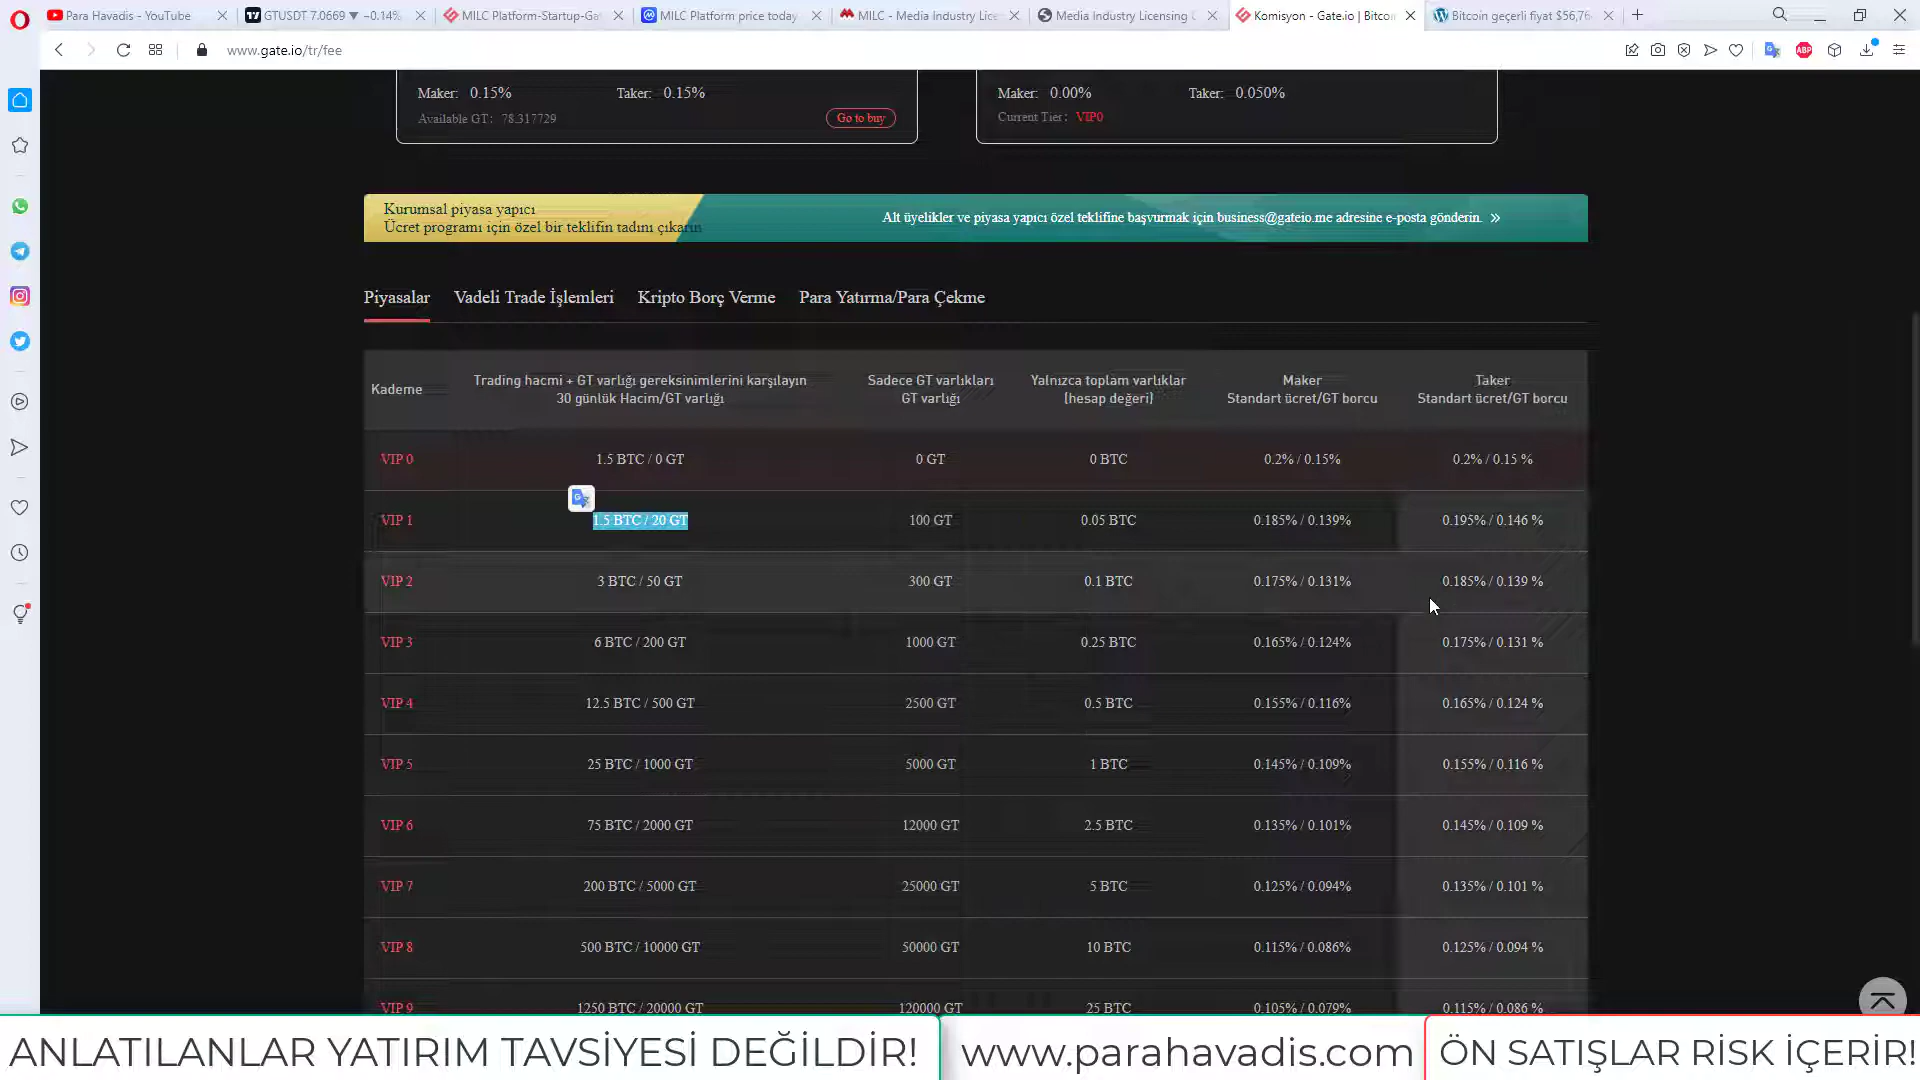 Para Havadis - YouTube
GTUSDT 7.0669 ▼ −0.14%
MILC Platform-Startup-Ga
MILC Platform price today
MILC - Media Industry Lice
Media Industry Licensing C
Komisyon - Gate.io | Bitcoi
Bitcoin geçerli fiyat $56,76
www.gate.io/tr/fee
ABP
Maker: 0.15% Taker: 0.15%
Available GT: 78.317729
Go to buy
Maker: 0.00% Taker: 0.050%
Current Tier: VIP0
Kurumsal piyasa yapıcı
Ücret programı için özel bir teklifin tadını çıkarın
Alt üyelikler ve piyasa yapıcı özel teklifine başvurmak için business@gateio.me adresine e-posta gönderin. »
Piyasalar Vadeli Trade İşlemleri Kripto Borç Verme Para Yatırma/Para Çekme
Kademe
Trading hacmi + GT varlığı gereksinimlerini karşılayın
30 günlük Hacim/GT varlığı
Sadece GT varlıkları
GT varlığı
Yalnızca toplam varlıklar
(hesap değeri)
Maker
Standart ücret/GT borcu
Taker
Standart ücret/GT borcu
VIP 0 1.5 BTC / 0 GT 0 GT 0 BTC 0.2% / 0.15% 0.2% / 0.15 %
VIP 1 1.5 BTC / 20 GT 100 GT 0.05 BTC 0.185% / 0.139% 0.195% / 0.146 %
VIP 2 3 BTC / 50 GT 300 GT 0.1 BTC 0.175% / 0.131% 0.185% / 0.139 %
VIP 3 6 BTC / 200 GT 1000 GT 0.25 BTC 0.165% / 0.124% 0.175% / 0.131 %
VIP 4 12.5 BTC / 500 GT 2500 GT 0.5 BTC 0.155% / 0.116% 0.165% / 0.124 %
VIP 5 25 BTC / 1000 GT 5000 GT 1 BTC 0.145% / 0.109% 0.155% / 0.116 %
VIP 6 75 BTC / 2000 GT 12000 GT 2.5 BTC 0.135% / 0.101% 0.145% / 0.109 %
VIP 7 200 BTC / 5000 GT 25000 GT 5 BTC 0.125% / 0.094% 0.135% / 0.101 %
VIP 8 500 BTC / 10000 GT 50000 GT 10 BTC 0.115% / 0.086% 0.125% / 0.094 %
VIP 9 1250 BTC / 20000 GT 120000 GT 25 BTC 0.105% / 0.079% 0.115% / 0.086 %
ANLATILANLAR YATIRIM TAVSİYESİ DEĞİLDİR! www.parahavadis.com ÖN SATIŞLAR RİSK İÇERİR!